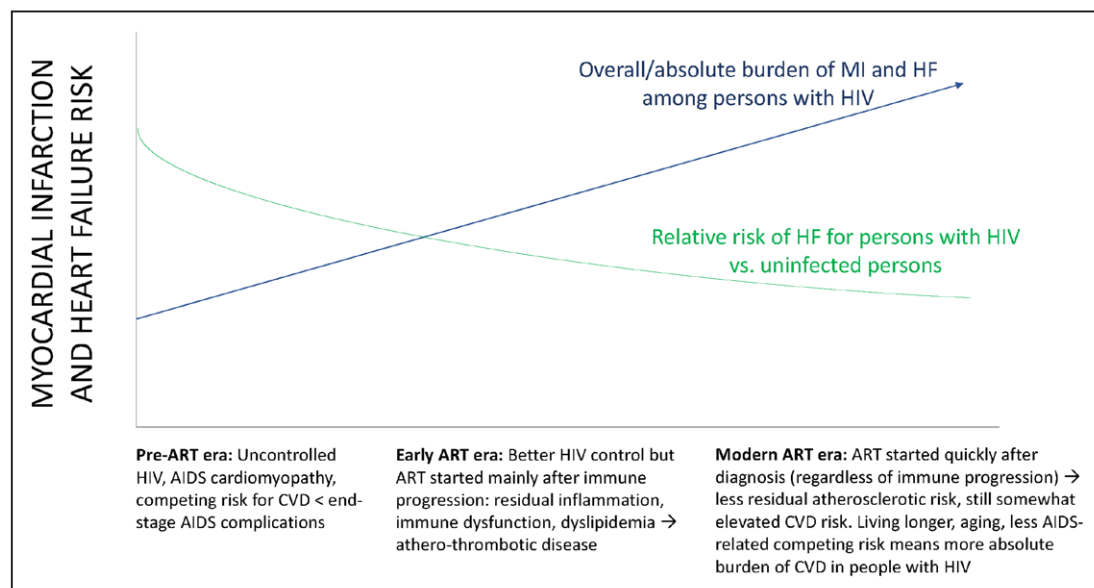 MYOCARDIAL INFARCTION
AND HEART FAILURE RISK
Overall/absolute burden of MI and HF
among persons with HIV
Relative risk of HF for persons with HIV
vs. uninfected persons
Pre-ART era: Uncontrolled
HIV, AIDS cardiomyopathy,
competing risk for CVD < end-
stage AIDS complications
Early ART era: Better HIV control but
ART started mainly after immune
progression: residual inflammation,
immune dysfunction, dyslipidemia →
athero-thrombotic disease
Modern ART era: ART started quickly after
diagnosis (regardless of immune progression) →
less residual atherosclerotic risk, still somewhat
elevated CVD risk. Living longer, aging, less AIDS-
related competing risk means more absolute
burden of CVD in people with HIV